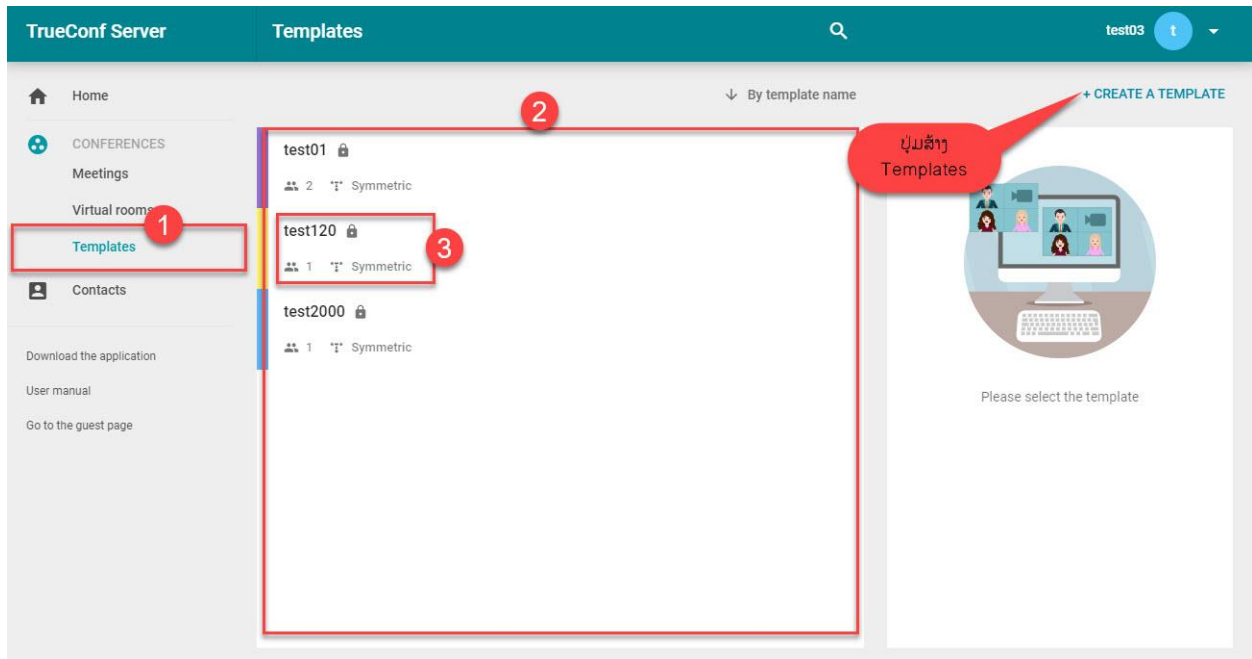 TrueConf Server
Templates
test03
t
Home
By template name
+ CREATE A TEMPLATE
2
ປຸ່ມສ້າງ
Templates
CONFERENCES
Meetings
Virtual rooms
1
Templates
Contacts
Download the application
User manual
Go to the guest page
test01
2 Symmetric
test120
3
1 Symmetric
test2000
1 Symmetric
Please select the template